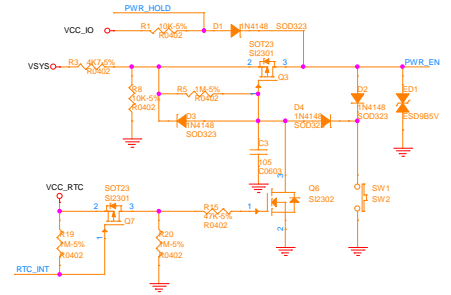 PWR_HOLD
R1 10K-5% D1
VCC_IO 1N4148 SOD323
R0402
SOT23
SI2301
VSYS R3 4K7-5% 2 3 PWR_EN
R0402
Q3
R8 R5 1M-5% D2 ED1
10K-5% R0402 1N4148 ESD9B5V
R0402 SOD323
D3 D4
1N4148 1N4148
SOD323 SOD323
C3
105
C0603
3
VCC_RTC
SOT23
SI2301
Q6
SI2302
SW1
SW2
2 3 R15 1
47K-5%
R0402
Q7
2
R19 1 R20
1M-5% 1M-5%
R0402 R0402
RTC_INT